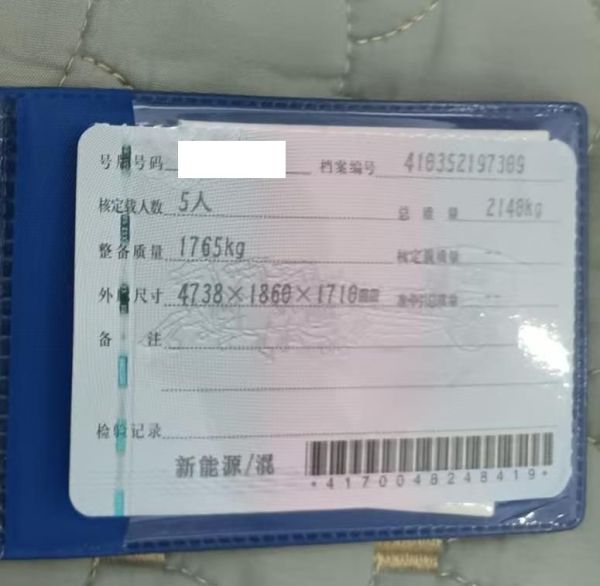 号牌号码 档案编号 410352197309
核定载人数 5人 总质量 2140kg
整备质量 1765kg 核定载质量 --
外廓尺寸 4738×1860×1710mm 准牵引总质量 --
备注
检验记录
新能源/混
*4170048248419*